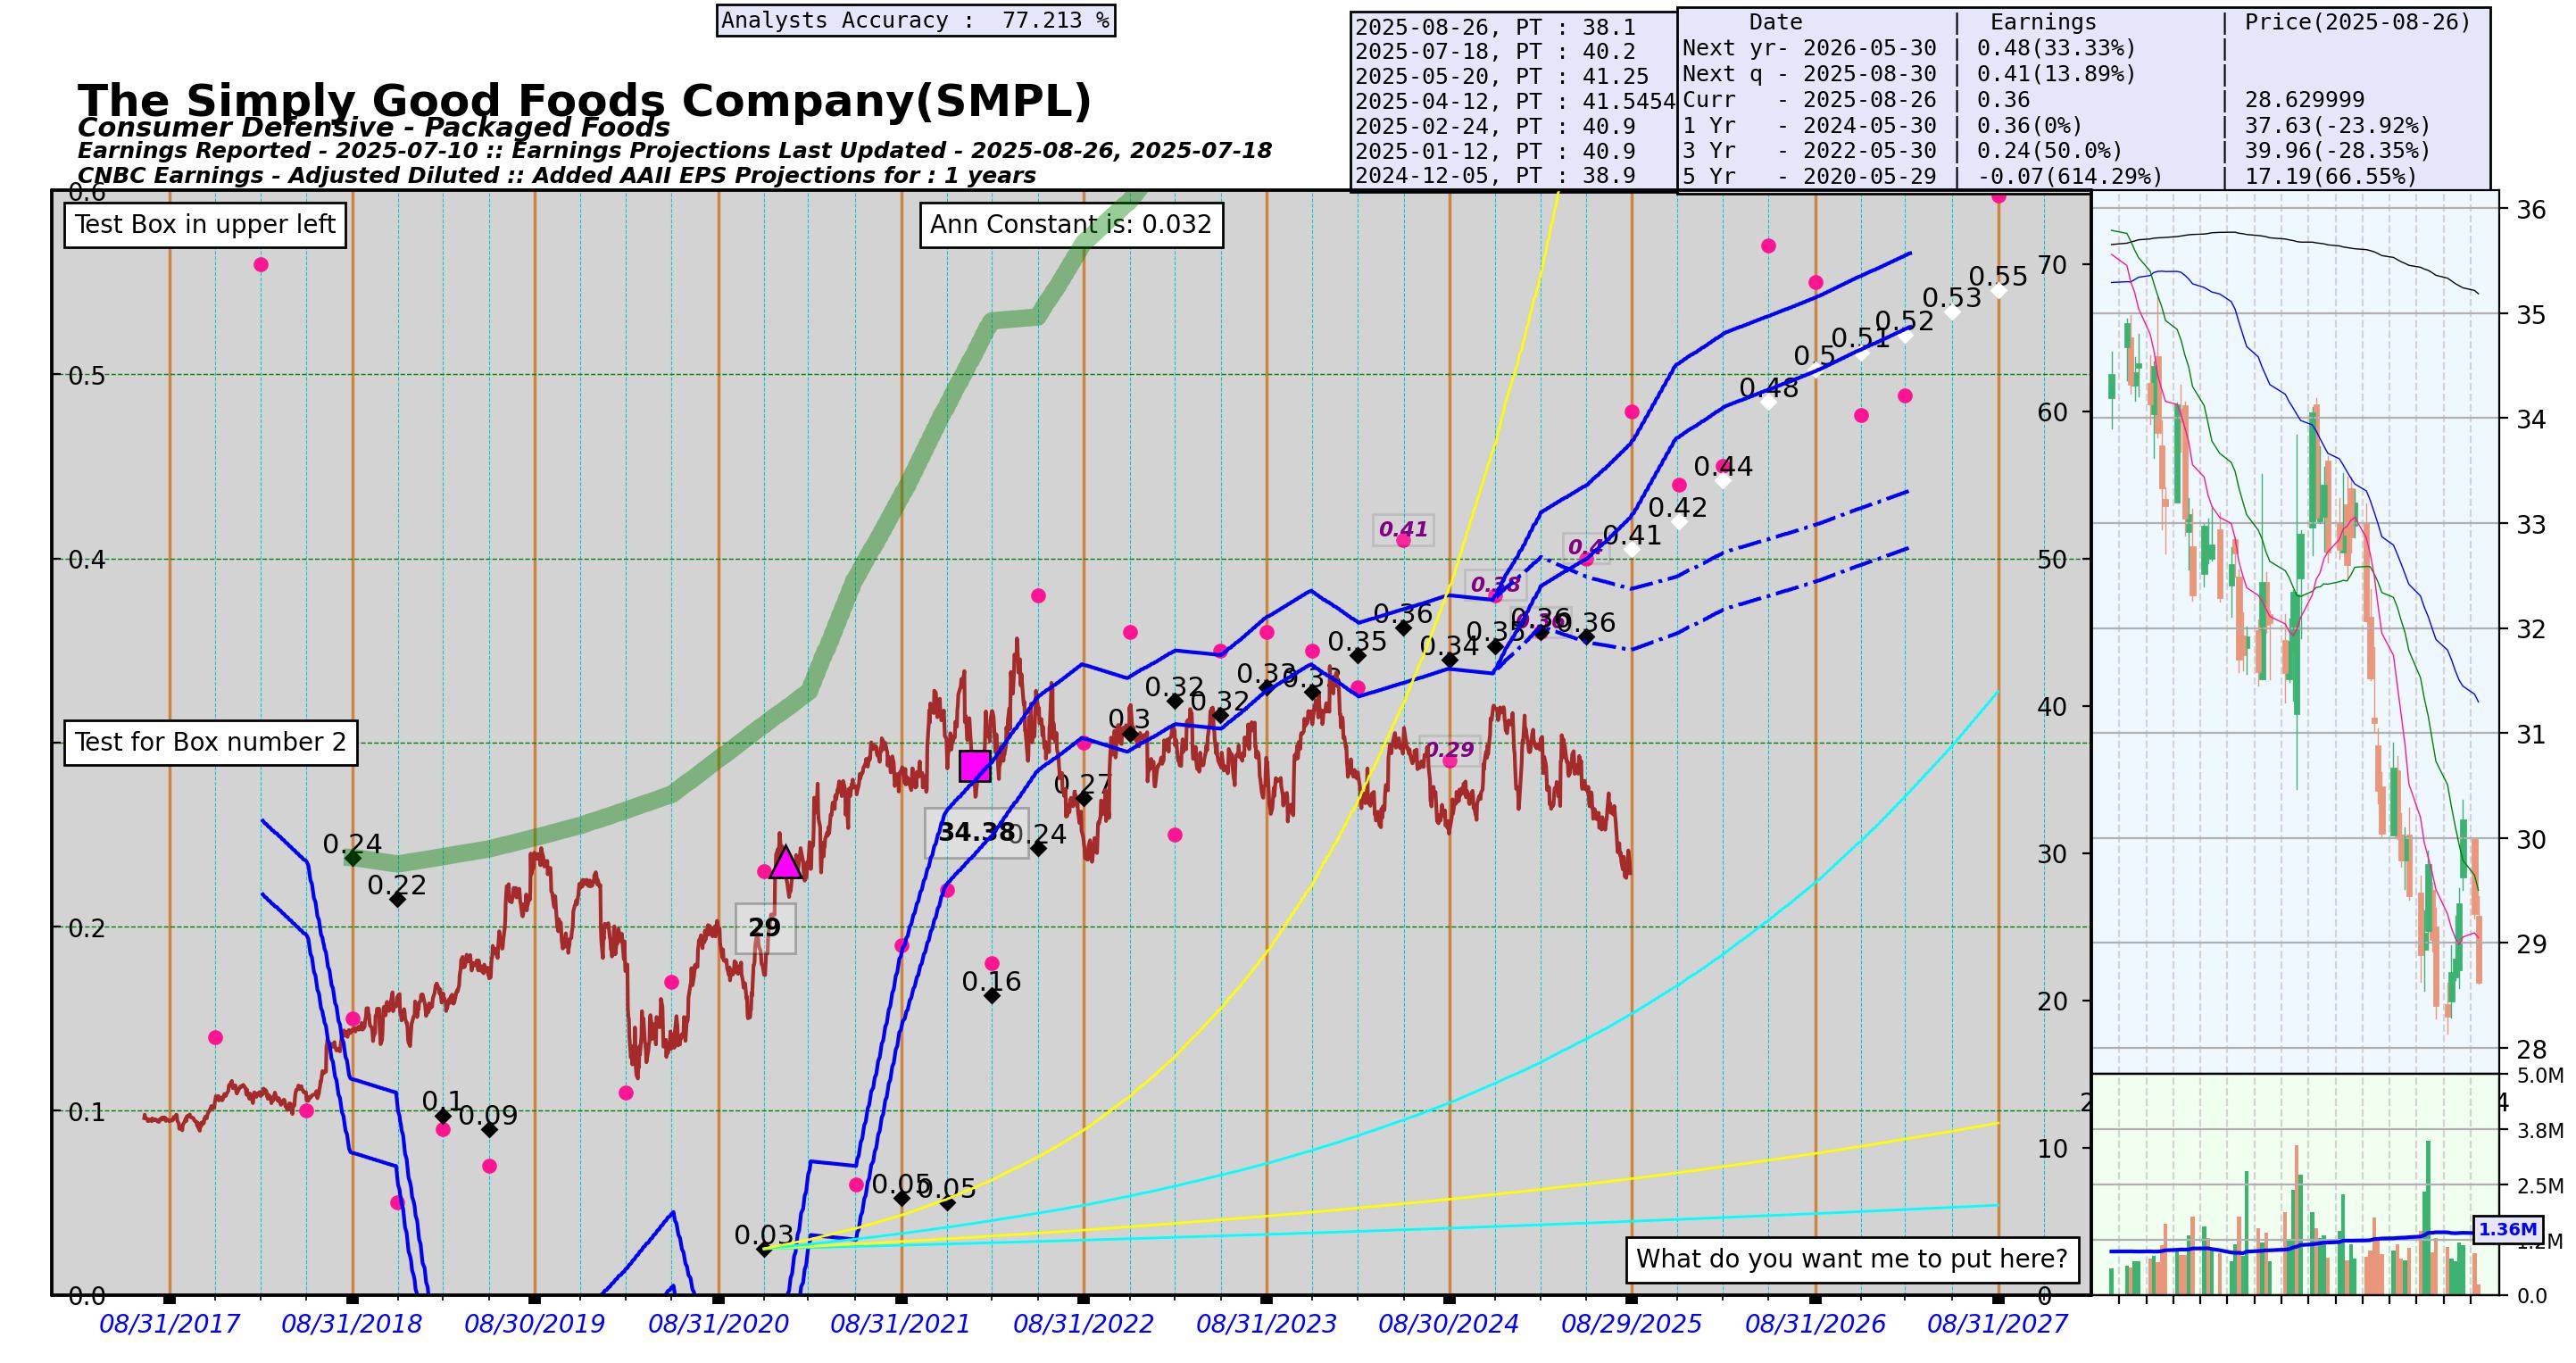 Analysts Accuracy :  77.213 %
2025-08-26, PT : 38.1
2025-07-18, PT : 40.2
2025-05-20, PT : 41.25
2025-04-12, PT : 41.5454
2025-02-24, PT : 40.9
2025-01-12, PT : 40.9
2024-12-05, PT : 38.9
Date | Earnings | Price(2025-08-26)
Next yr- 2026-05-30 | 0.48(33.33%) |
Next q - 2025-08-30 | 0.41(13.89%) |
Curr   - 2025-08-26 | 0.36 | 28.629999
1 Yr   - 2024-05-30 | 0.36(0%) | 37.63(-23.92%)
3 Yr   - 2022-05-30 | 0.24(50.0%) | 39.96(-28.35%)
5 Yr   - 2020-05-29 | -0.07(614.29%) | 17.19(66.55%)
The Simply Good Foods Company(SMPL)
Consumer Defensive - Packaged Foods
Earnings Reported - 2025-07-10 :: Earnings Projections Last Updated - 2025-08-26, 2025-07-18
CNBC Earnings - Adjusted Diluted :: Added AAII EPS Projections for : 1 years
Test Box in upper left
Ann Constant is: 0.032
Test for Box number 2
What do you want me to put here?
0.6
0.5
0.4
0.2
0.1
0.0
0.24
0.22
0.1
0.09
0.03
0.05
0.05
0.16
0.24
0.27
0.3
0.32
0.32
0.33
0.35
0.36
0.34
0.35
0.36
0.36
0.41
0.42
0.44
0.48
0.5
0.51
0.52
0.53
0.55
0.41
0.29
0.38
0.4
29
34.38
70
60
50
40
30
20
10
0
36
35
34
33
32
31
30
29
28
5.0M
3.8M
2.5M
1.36M
0.0
08/31/2017
08/31/2018
08/30/2019
08/31/2020
08/31/2021
08/31/2022
08/31/2023
08/30/2024
08/29/2025
08/31/2026
08/31/2027